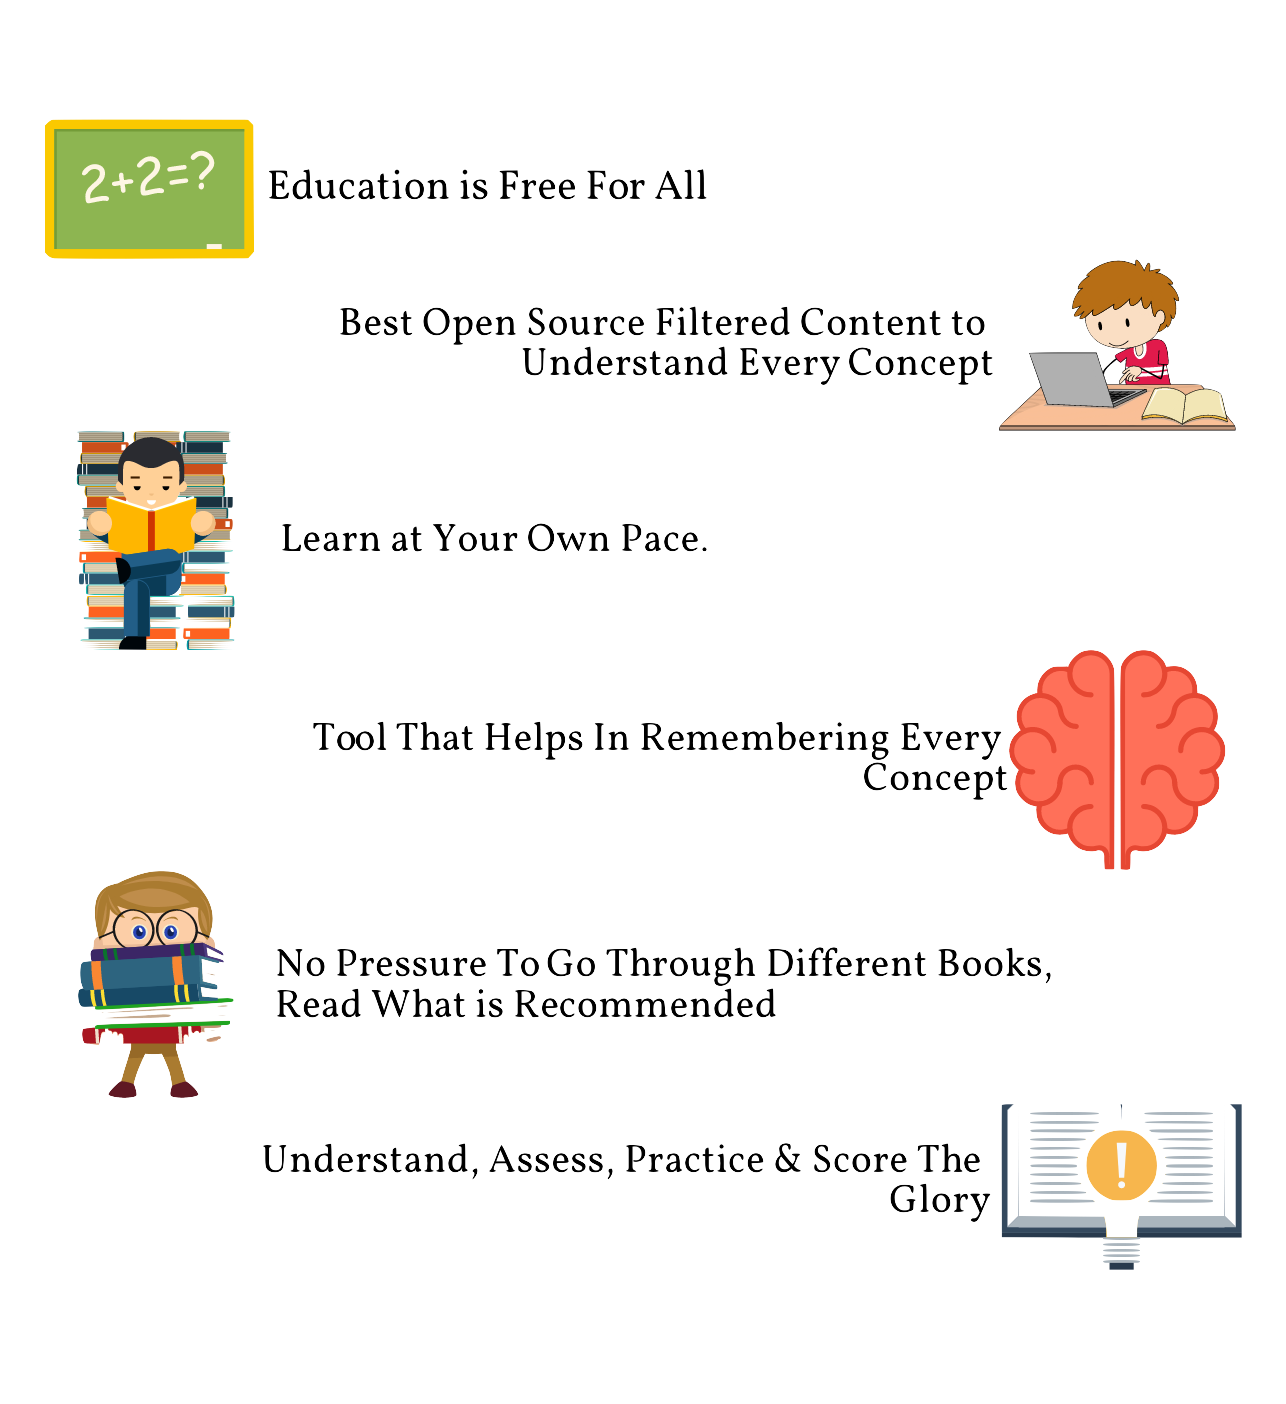 2+2=?
Education is Free For All
Best Open Source Filtered Content to
Understand Every Concept
Learn at Your Own Pace.
Tool That Helps In Remembering Every
Concept
No Pressure To Go Through Different Books,
Read What is Recommended
Understand, Assess, Practice & Score The
Glory
!